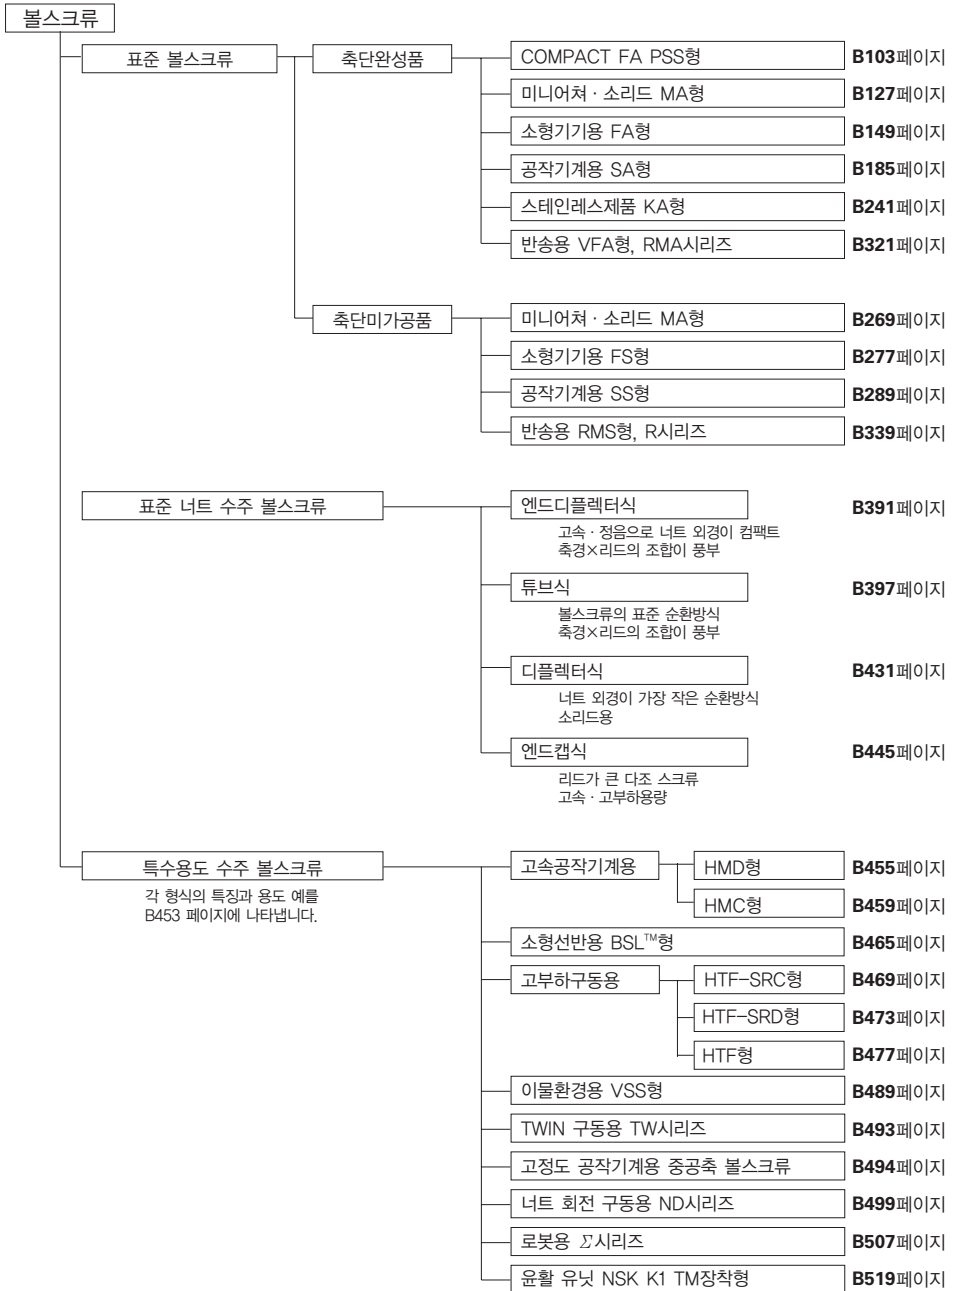 볼스크류
표준 볼스크류
축단완성품
COMPACT FA PSS형 B103페이지
미니어쳐 · 소리드 MA형 B127페이지
소형기기용 FA형 B149페이지
공작기계용 SA형 B185페이지
스테인레스제품 KA형 B241페이지
반송용 VFA형, RMA시리즈 B321페이지
축단미가공품
미니어쳐 · 소리드 MA형 B269페이지
소형기기용 FS형 B277페이지
공작기계용 SS형 B289페이지
반송용 RMS형, R시리즈 B339페이지
표준 너트 수주 볼스크류
엔드디플렉터식 B391페이지
고속 · 정음으로 너트 외경이 컴팩트
축경×리드의 조합이 풍부
튜브식 B397페이지
볼스크류의 표준 순환방식
축경×리드의 조합이 풍부
디플렉터식 B431페이지
너트 외경이 가장 작은 순환방식
소리드용
엔드캡식 B445페이지
리드가 큰 다조 스크류
고속 · 고부하용량
특수용도 수주 볼스크류
각 형식의 특징과 용도 예를
B453 페이지에 나타냅니다.
고속공작기계용
HMD형 B455페이지
HMC형 B459페이지
소형선반용 BSL™형 B465페이지
고부하구동용
HTF-SRC형 B469페이지
HTF-SRD형 B473페이지
HTF형 B477페이지
이물환경용 VSS형 B489페이지
TWIN 구동용 TW시리즈 B493페이지
고정도 공작기계용 중공축 볼스크류 B494페이지
너트 회전 구동용 ND시리즈 B499페이지
로봇용 Σ시리즈 B507페이지
윤활 유닛 NSK K1 TM장착형 B519페이지